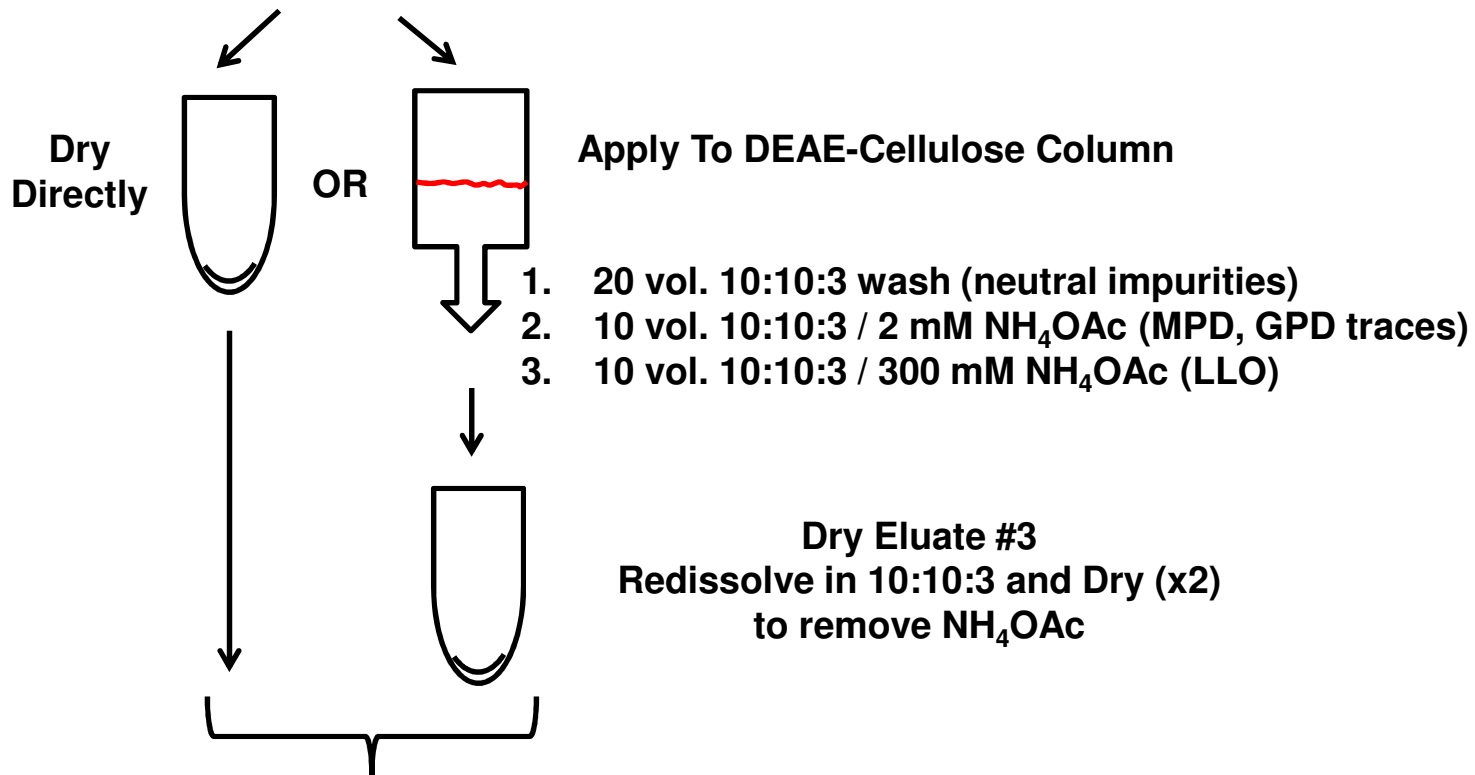 Dry
Directly
OR
Apply To DEAE-Cellulose Column
1. 20 vol. 10:10:3 wash (neutral impurities)
2. 10 vol. 10:10:3 / 2 mM NH₄OAc (MPD, GPD traces)
3. 10 vol. 10:10:3 / 300 mM NH₄OAc (LLO)
Dry Eluate #3
Redissolve in 10:10:3 and Dry (x2)
to remove NH₄OAc